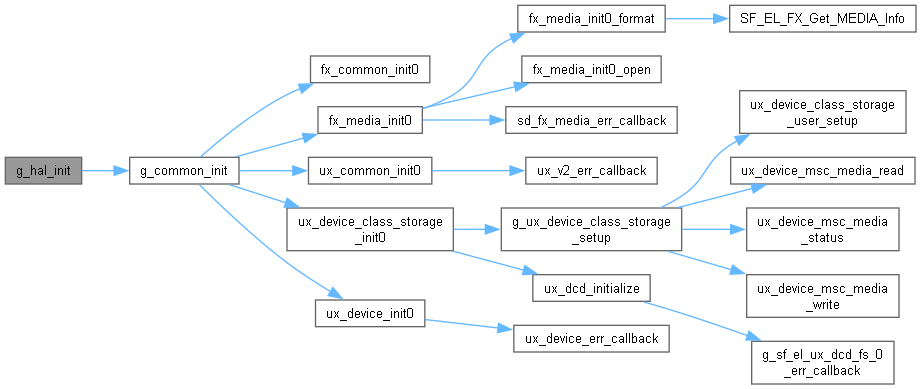 fx_media_init0_format
SF_EL_FX_Get_MEDIA_Info
fx_common_init0
fx_media_init0_open
fx_media_init0
sd_fx_media_err_callback
ux_device_class_storage
_user_setup
g_hal_init
g_common_init
ux_common_init0
ux_v2_err_callback
ux_device_msc_media_read
ux_device_class_storage
_init0
g_ux_device_class_storage
_setup
ux_device_msc_media
_status
ux_dcd_initialize
ux_device_msc_media
_write
ux_device_init0
ux_device_err_callback
g_sf_el_ux_dcd_fs_0
_err_callback